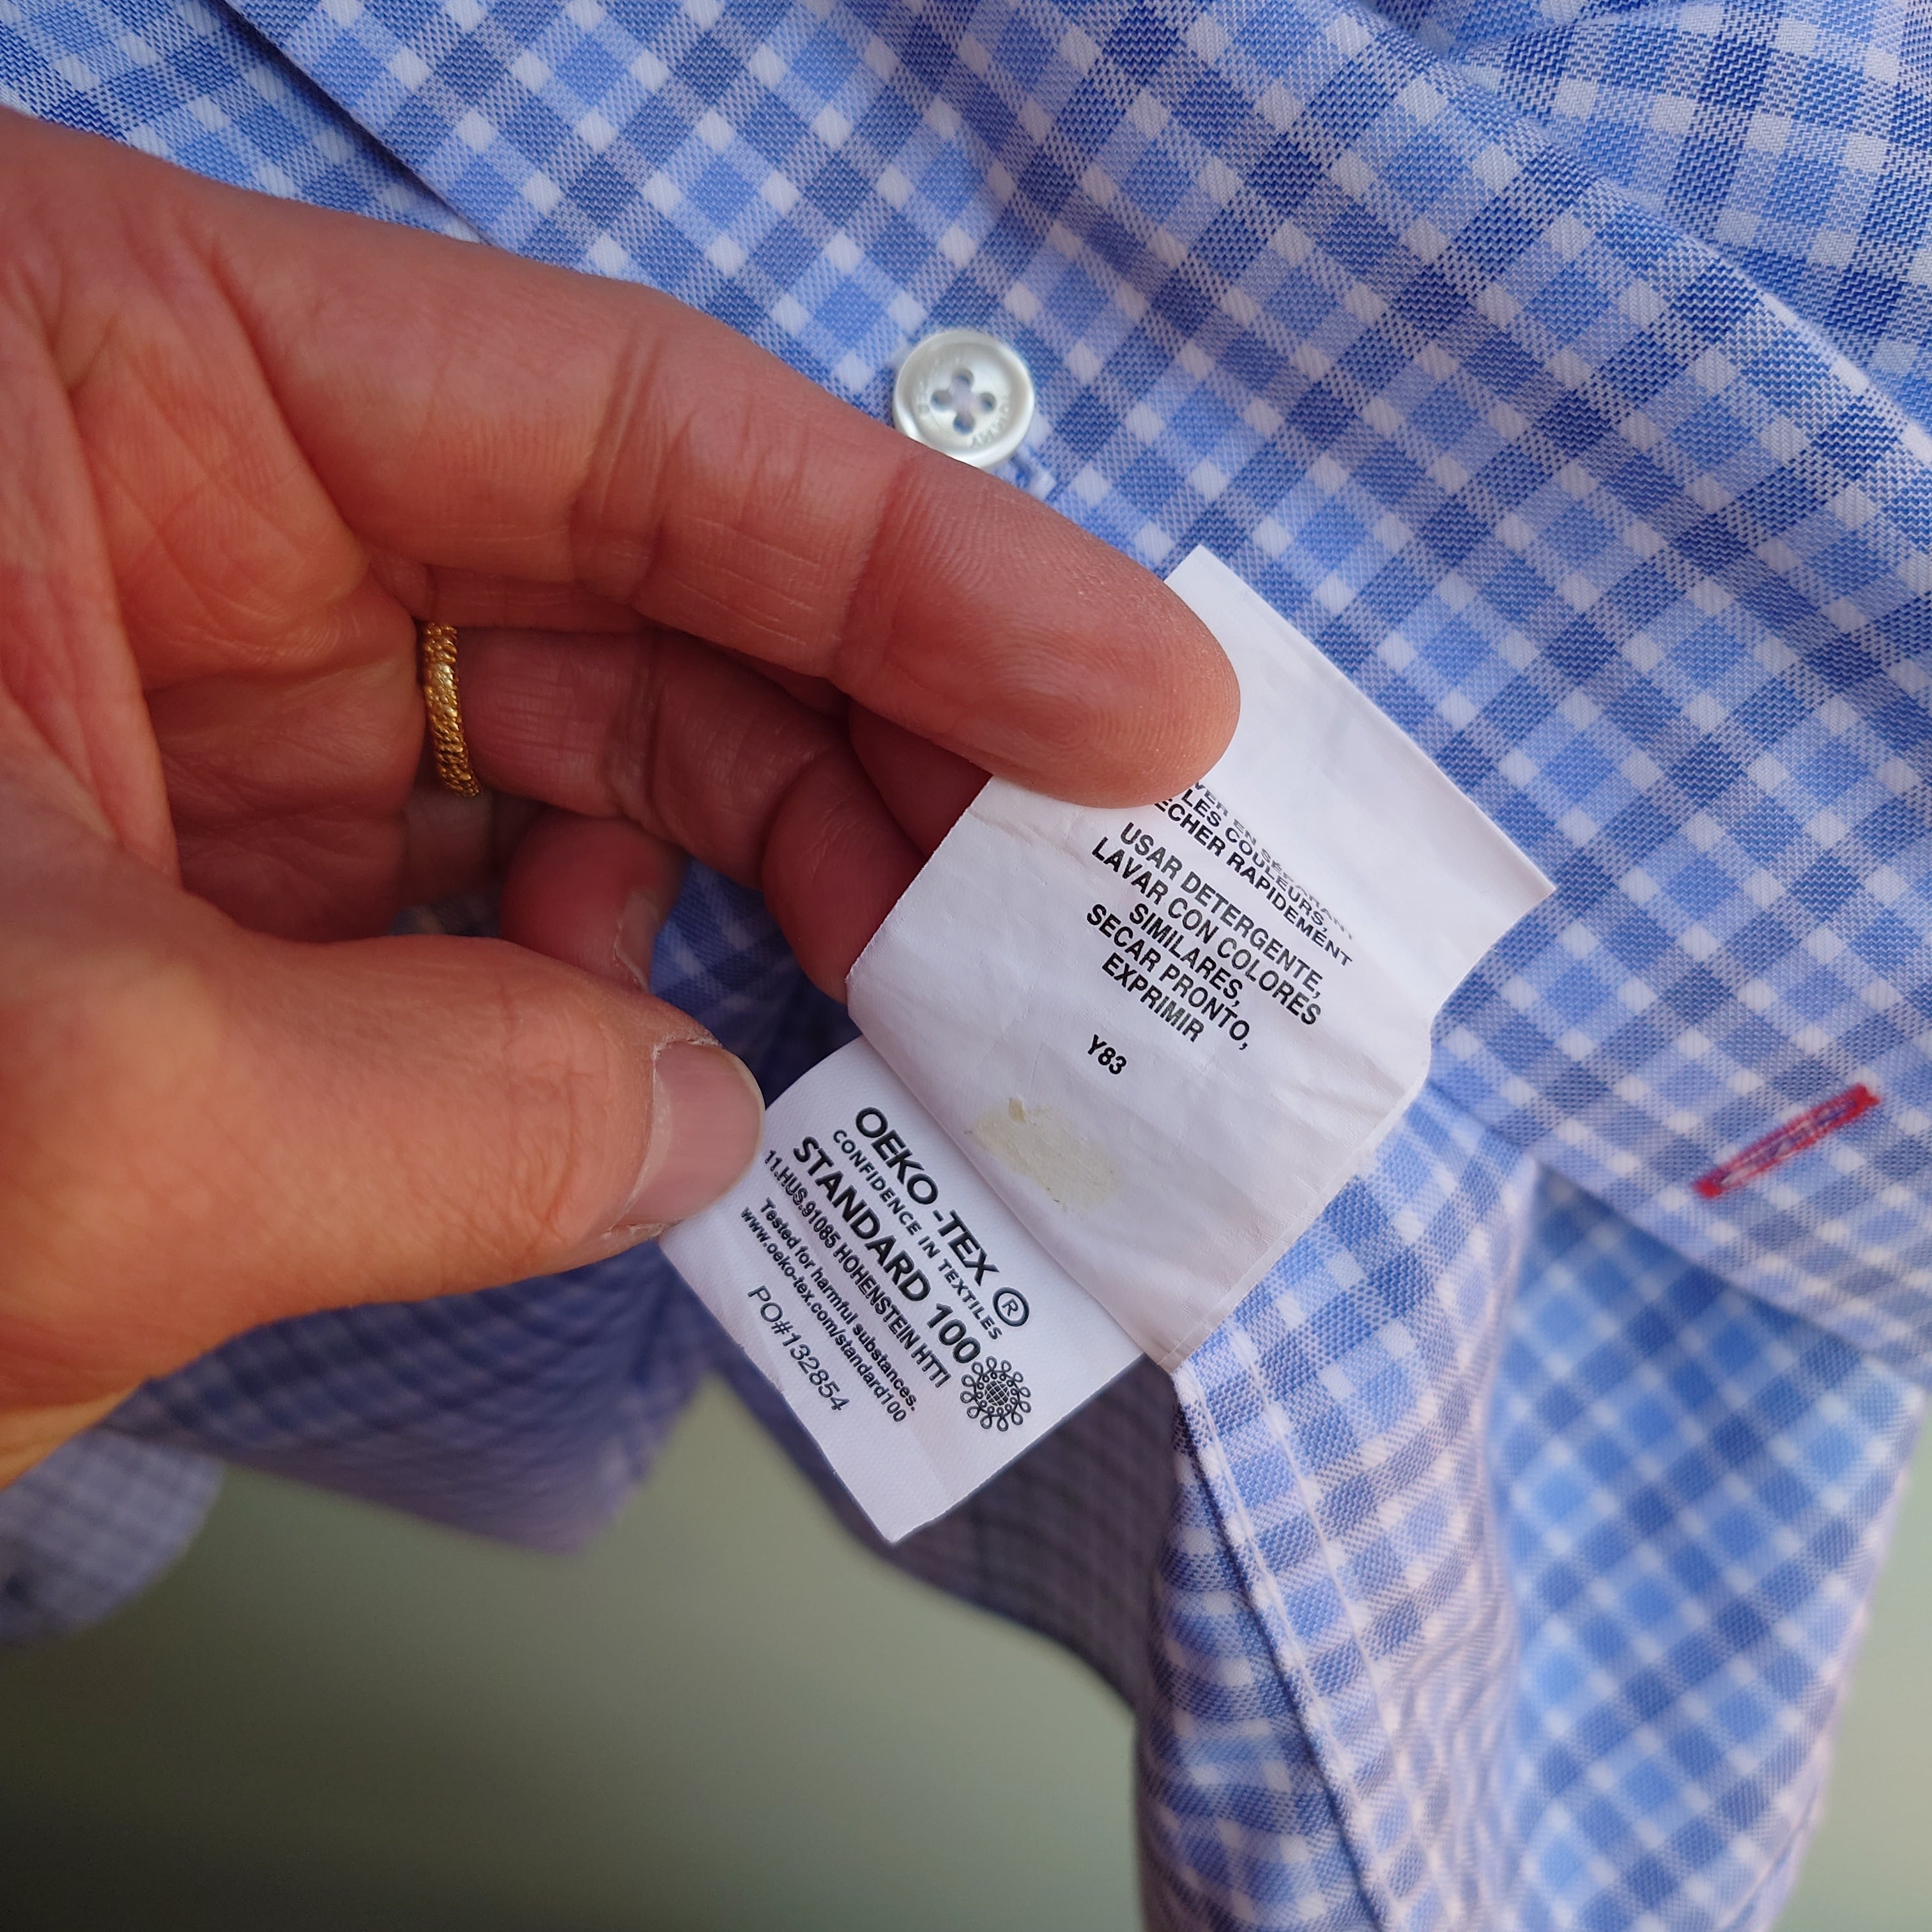 LES COULEURS,
RAPIDEMENT
USAR DETERGENTE,
LAVAR CON COLORES
SIMILARES,
SECAR PRONTO,
EXPRIMIR
Y83
OEKO-TEX ®
CONFIDENCE IN TEXTILES
STANDARD 100
11.HUS.91085 HOHENSTEIN HTTI
Tested for harmful substances.
www.oeko-tex.com/standard100
PO#132854